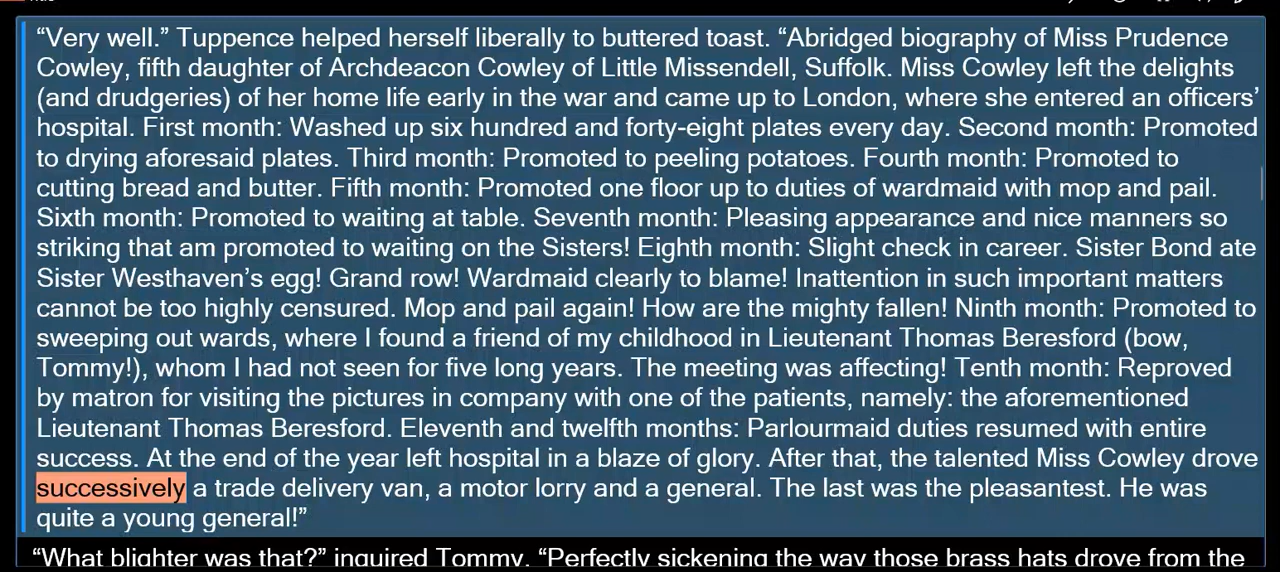 “Very well.” Tuppence helped herself liberally to buttered toast. “Abridged biography of Miss Prudence
Cowley, fifth daughter of Archdeacon Cowley of Little Missendell, Suffolk. Miss Cowley left the delights
(and drudgeries) of her home life early in the war and came up to London, where she entered an officers’
hospital. First month: Washed up six hundred and forty-eight plates every day. Second month: Promoted
to drying aforesaid plates. Third month: Promoted to peeling potatoes. Fourth month: Promoted to
cutting bread and butter. Fifth month: Promoted one floor up to duties of wardmaid with mop and pail.
Sixth month: Promoted to waiting at table. Seventh month: Pleasing appearance and nice manners so
striking that am promoted to waiting on the Sisters! Eighth month: Slight check in career. Sister Bond ate
Sister Westhaven’s egg! Grand row! Wardmaid clearly to blame! Inattention in such important matters
cannot be too highly censured. Mop and pail again! How are the mighty fallen! Ninth month: Promoted to
sweeping out wards, where I found a friend of my childhood in Lieutenant Thomas Beresford (bow,
Tommy!), whom I had not seen for five long years. The meeting was affecting! Tenth month: Reproved
by matron for visiting the pictures in company with one of the patients, namely: the aforementioned
Lieutenant Thomas Beresford. Eleventh and twelfth months: Parlourmaid duties resumed with entire
success. At the end of the year left hospital in a blaze of glory. After that, the talented Miss Cowley drove
successively a trade delivery van, a motor lorry and a general. The last was the pleasantest. He was
quite a young general!”
“What blighter was that?” inquired Tommy. “Perfectly sickening the way those brass hats drove from the